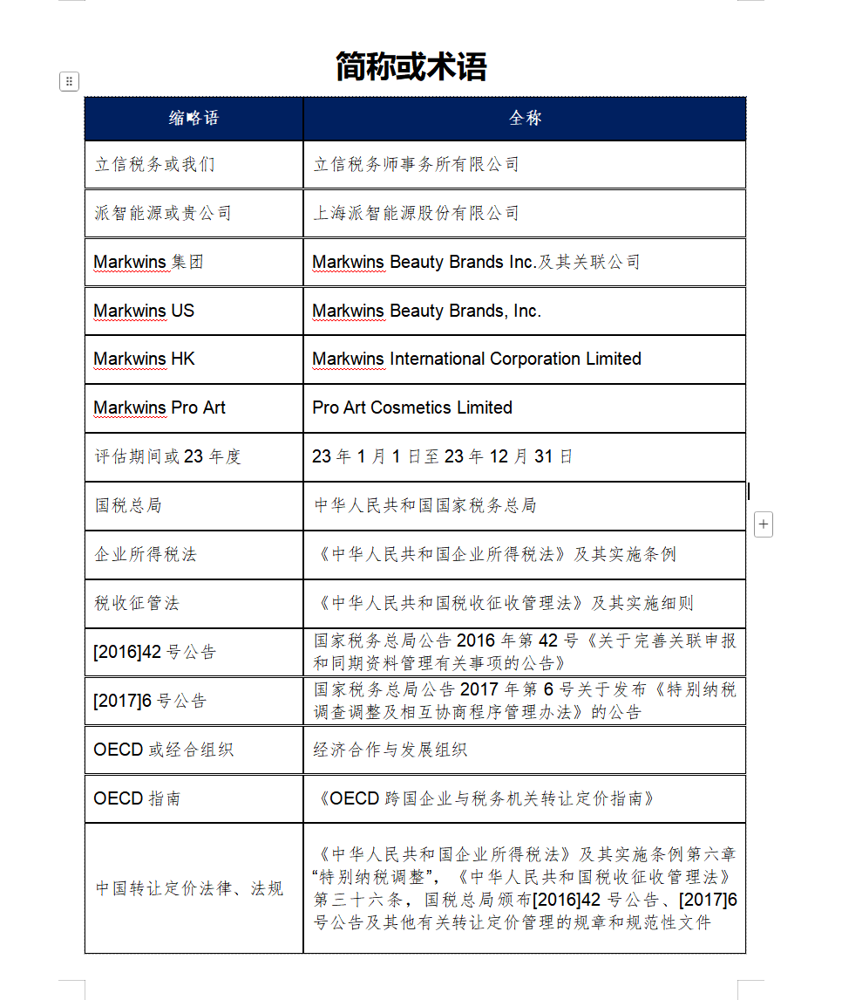 简称或术语
缩略语 全称
立信税务或我们 立信税务师事务所有限公司
派智能源或贵公司 上海派智能源股份有限公司
Markwins 集团 Markwins Beauty Brands Inc.及其关联公司
Markwins US Markwins Beauty Brands, Inc.
Markwins HK Markwins International Corporation Limited
Markwins Pro Art Pro Art Cosmetics Limited
评估期间或 23 年度 23 年 1 月 1 日至 23 年 12 月 31 日
国税总局 中华人民共和国国家税务总局
企业所得税法 《中华人民共和国企业所得税法》及其实施条例
税收征管法 《中华人民共和国税收征收管理法》及其实施细则
[2016]42 号公告 国家税务总局公告 2016 年第 42 号《关于完善关联申报
和同期资料管理有关事项的公告》
[2017]6 号公告 国家税务总局公告 2017 年第 6 号关于发布《特别纳税
调查调整及相互协商程序管理办法》的公告
OECD 或经合组织 经济合作与发展组织
OECD 指南 《OECD 跨国企业与税务机关转让定价指南》
中国转让定价法律、法规 《中华人民共和国企业所得税法》及其实施条例第六章
“特别纳税调整”，《中华人民共和国税收征收管理法》
第三十六条，国税总局颁布[2016]42 号公告、[2017]6
号公告及其他有关转让定价管理的规章和规范性文件